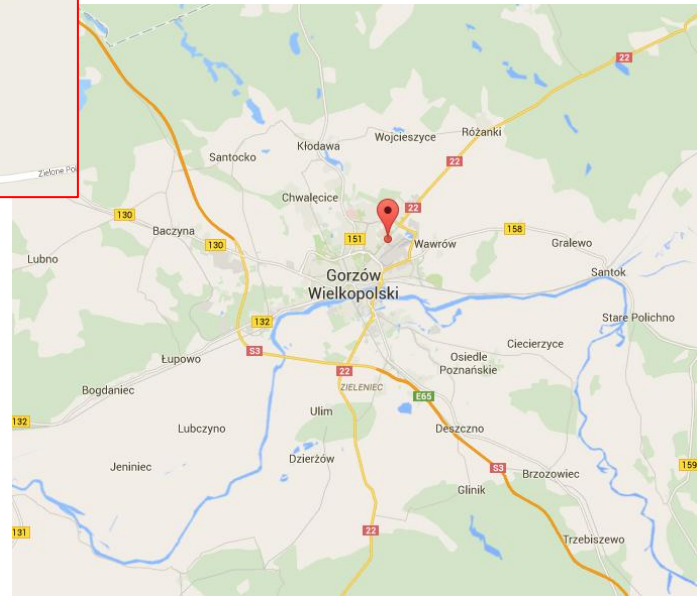 22
Zielone Pol
Kłodawa
Wojcieszyce
Różanki
Santocko
22
Chwalęcice
130
22
Baczyna
130
151
Wawrów
158
Gralewo
Lubno
Gorzów
Wielkopolski
Santok
132
Stare Polichno
Łupowo
S3
Ciecierzyce
22
Osiedle
Poznańskie
Bogdaniec
ZIELENIEC
E65
132
Ulim
Lubczyno
Deszczno
Dzierżów
Jeniniec
S3
Brzozowiec
159
Glinik
131
22
Trzebiszewo